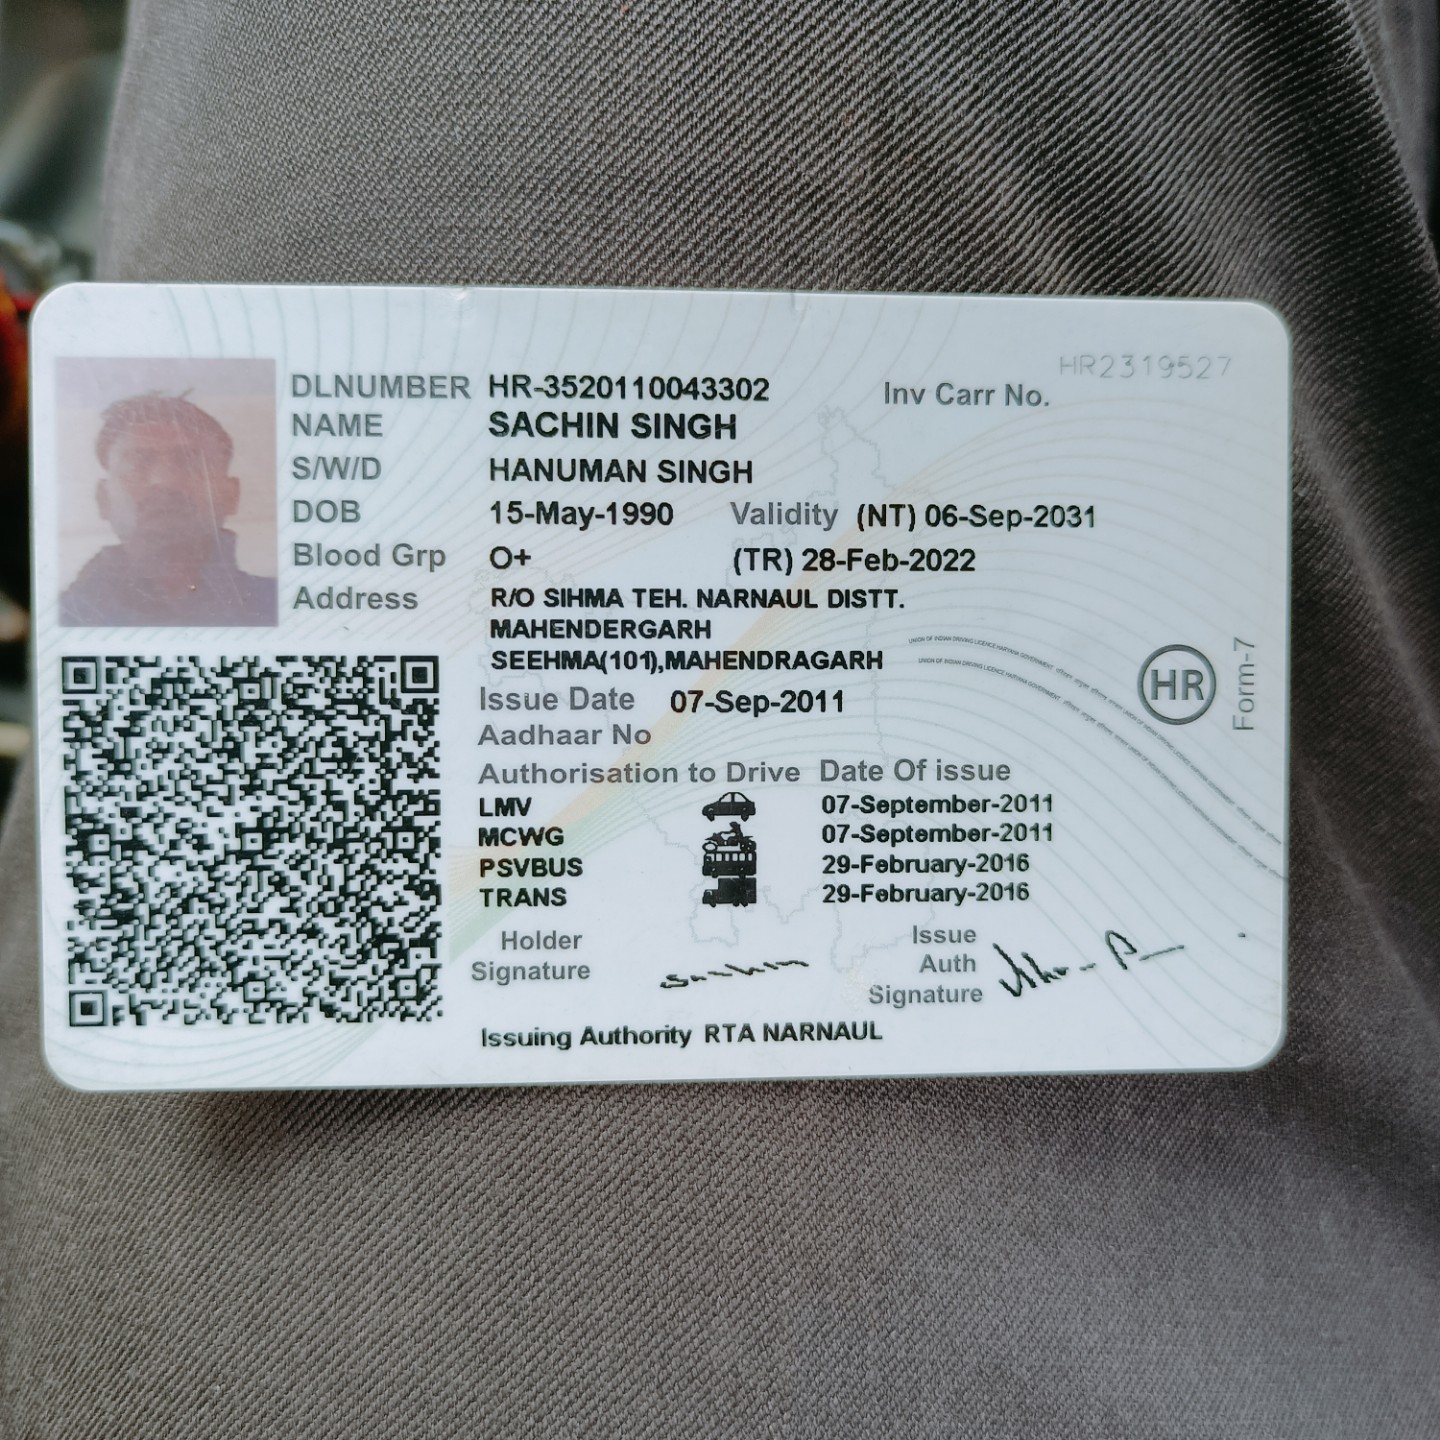 HR2319527
DLNUMBER HR-3520110043302 Inv Carr No.
NAME SACHIN SINGH
S/W/D HANUMAN SINGH
DOB 15-May-1990 Validity (NT) 06-Sep-2031
Blood Grp O+ (TR) 28-Feb-2022
Address R/O SIHMA TEH. NARNAUL DISTT.
MAHENDERGARH
SEEHMA(101),MAHENDRAGARH
Issue Date 07-Sep-2011
Aadhaar No
Authorisation to Drive Date Of issue
LMV 07-September-2011
MCWG 07-September-2011
PSVBUS 29-February-2016
TRANS 29-February-2016
HR
Form-7
Holder
Signature
Sachin
Issue
Auth
Signature
Issuing Authority RTA NARNAUL